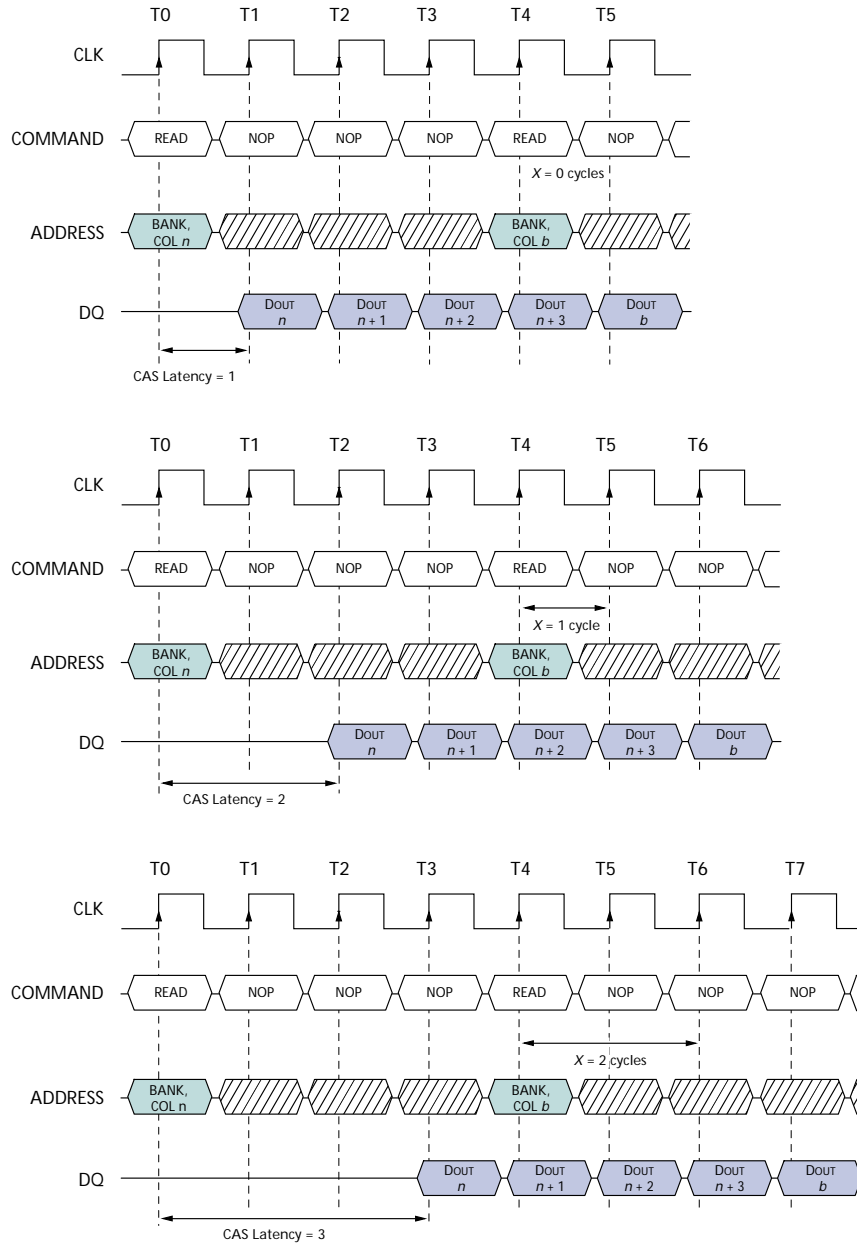 T0 T1 T2 T3 T4 T5
CLK
COMMAND READ NOP NOP NOP READ NOP
X = 0 cycles
ADDRESS BANK, COL n BANK, COL b
DQ DOUT n DOUT n + 1 DOUT n + 2 DOUT n + 3 DOUT b
CAS Latency = 1
T0 T1 T2 T3 T4 T5 T6
CLK
COMMAND READ NOP NOP NOP READ NOP NOP
X = 1 cycle
ADDRESS BANK, COL n BANK, COL b
DQ DOUT n DOUT n + 1 DOUT n + 2 DOUT n + 3 DOUT b
CAS Latency = 2
T0 T1 T2 T3 T4 T5 T6 T7
CLK
COMMAND READ NOP NOP NOP READ NOP NOP NOP
X = 2 cycles
ADDRESS BANK, COL n BANK, COL b
DQ DOUT n DOUT n + 1 DOUT n + 2 DOUT n + 3 DOUT b
CAS Latency = 3